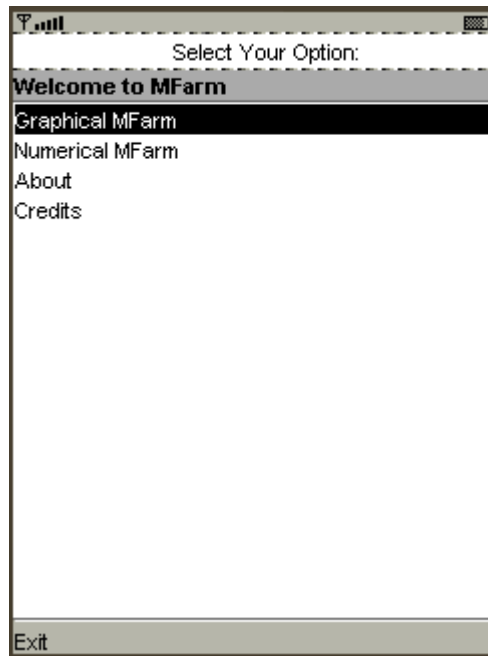 Select Your Option:
Welcome to MFarm
Graphical MFarm
Numerical MFarm
About
Credits
Exit